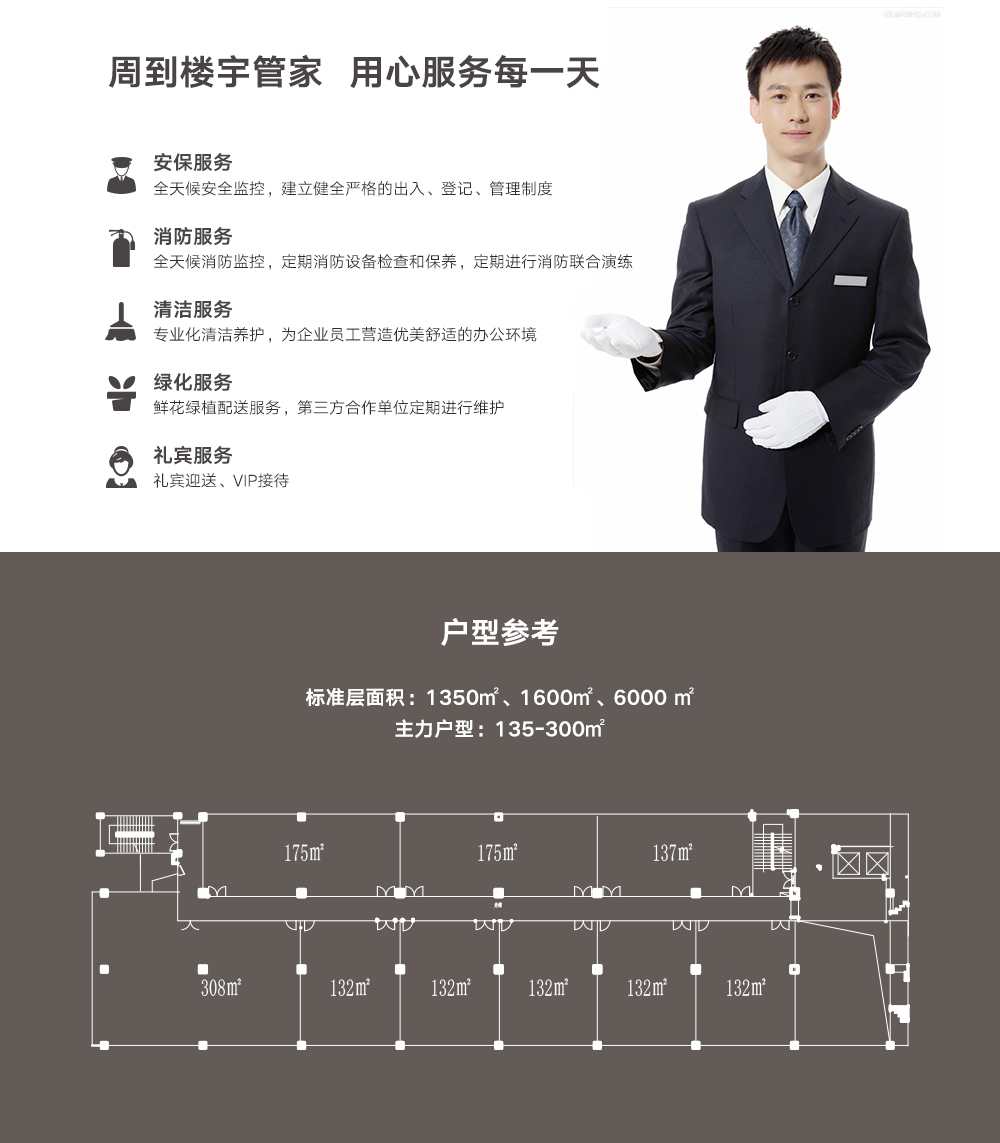 周到楼宇管家 用心服务每一天
安保服务
全天候安全监控，建立健全严格的出入、登记、管理制度
消防服务
全天候消防监控，定期消防设备检查和保养，定期进行消防联合演练
清洁服务
专业化清洁养护，为企业员工营造优美舒适的办公环境
绿化服务
鲜花绿植配送服务，第三方合作单位定期进行维护
礼宾服务
礼宾迎送、VIP接待
户型参考
标准层面积：1350㎡、1600㎡、6000 ㎡
主力户型：135-300㎡
175㎡
175㎡
137㎡
308㎡
132㎡
132㎡
132㎡
132㎡
132㎡